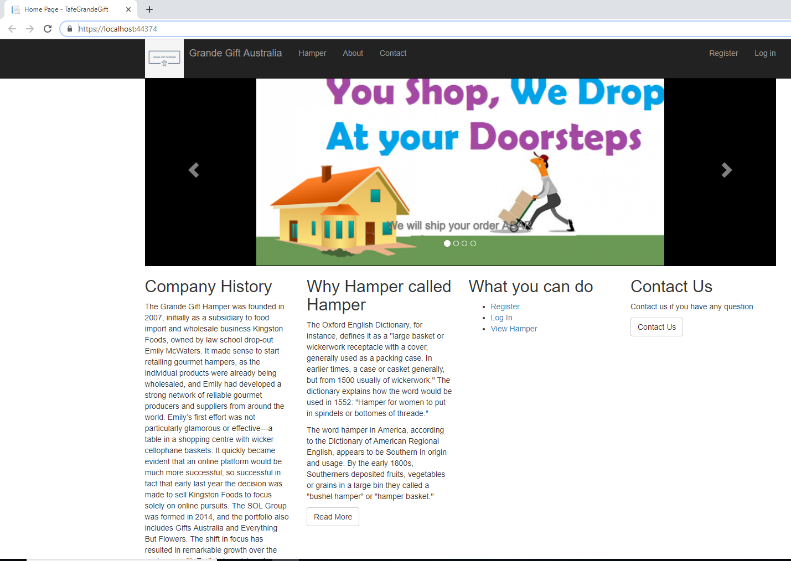 Home Page - TafeGrandeGift
https://localhost:44374
Grande Gift Australia
Hamper
About
Contact
Register
Log in
You Shop, We Drop
At your Doorsteps
We will ship your order
Company History
The Grande Gift Hamper was founded in
2007, initially as a subsidiary to food
import and wholesale business Kingston
Foods, owned by law school drop-out
Emily McWaters. It made sense to start
retailing gourmet hampers, as the
individual products were already being
wholesaled, and Emily had developed a
strong network of reliable gourmet
producers and suppliers from around the
world. Emily's first effort was not
particularly glamorous or effective—a
table in a shopping centre with wicker
cellophane baskets. It quickly became
evident that an online platform would be
much more successful; so successful in
fact that early last year the decision was
made to sell Kingston Foods to focus
solely on online pursuits. The SOL Group
was formed in 2014, and the portfolio also
includes Gifts Australia and Everything
But Flowers. The shift in focus has
resulted in remarkable growth over the
Why Hamper called
Hamper
The Oxford English Dictionary, for
instance, defines it as a "large basket or
wickerwork receptacle with a cover,
generally used as a packing case. In
earlier times, a case or casket generally,
but from 1500 usually of wickerwork." The
dictionary explains how the word would be
used in 1552: "Hamper for women to put
in spindels or bottomes of threade."
The word hamper in America, according
to the Dictionary of American Regional
English, appears to be Southern in origin
and usage. By the early 1800s,
Southerners deposited fruits, vegetables
or grains in a large bin they called a
"bushel hamper" or "hamper basket."
Read More
What you can do
Register
Log In
View Hamper
Contact Us
Contact us if you have any question
Contact Us